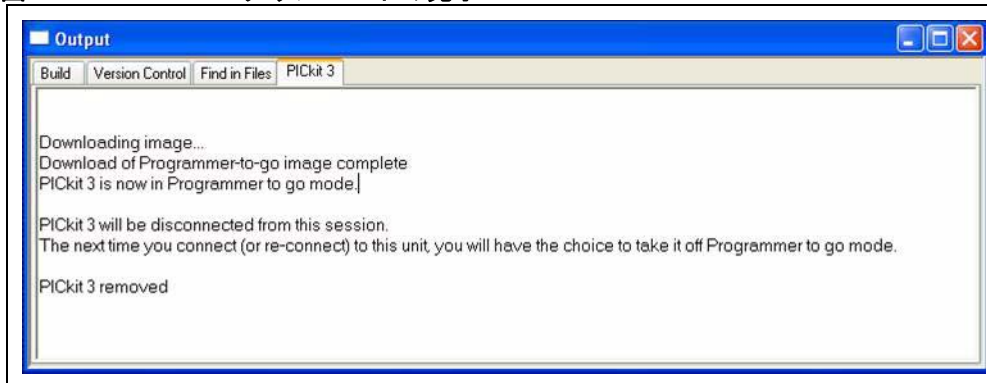 Output
Build Version Control Find in Files PICkit 3
Downloading image...
Download of Programmer-to-go image complete
PICkit 3 is now in Programmer to go mode.
PICkit 3 will be disconnected from this session.
The next time you connect (or re-connect) to this unit, you will have the choice to take it off Programmer to go mode.
PICkit 3 removed